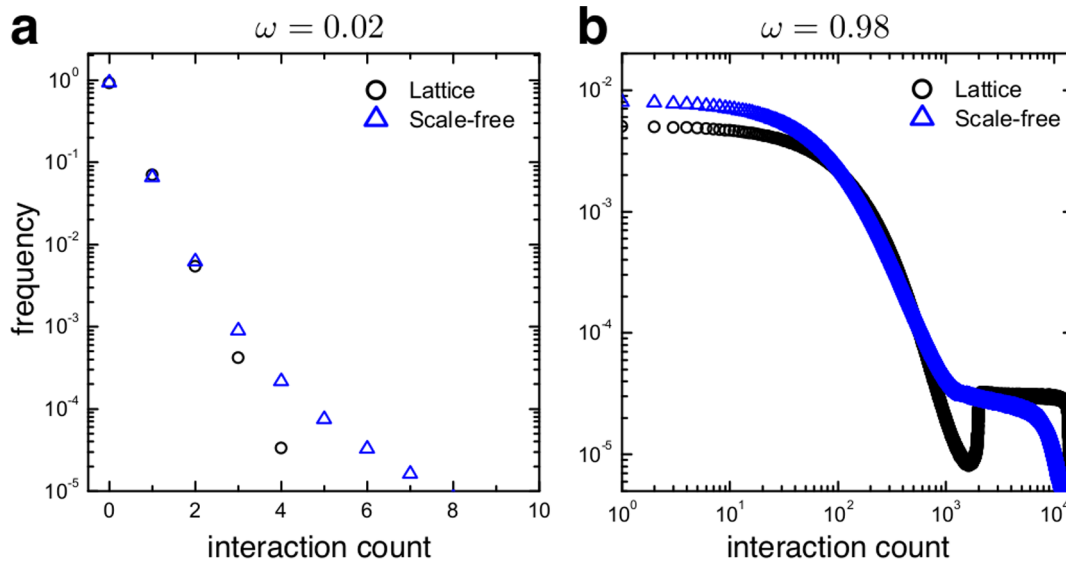 a
ω = 0.02
Lattice
Scale-free
10⁰
10⁻¹
10⁻²
10⁻³
10⁻⁴
10⁻⁵
frequency
0 2 4 6 8 10
interaction count
b
ω = 0.98
Lattice
Scale-free
10⁻²
10⁻³
10⁻⁴
10⁻⁵
10⁰ 10¹ 10² 10³ 10⁴
interaction count